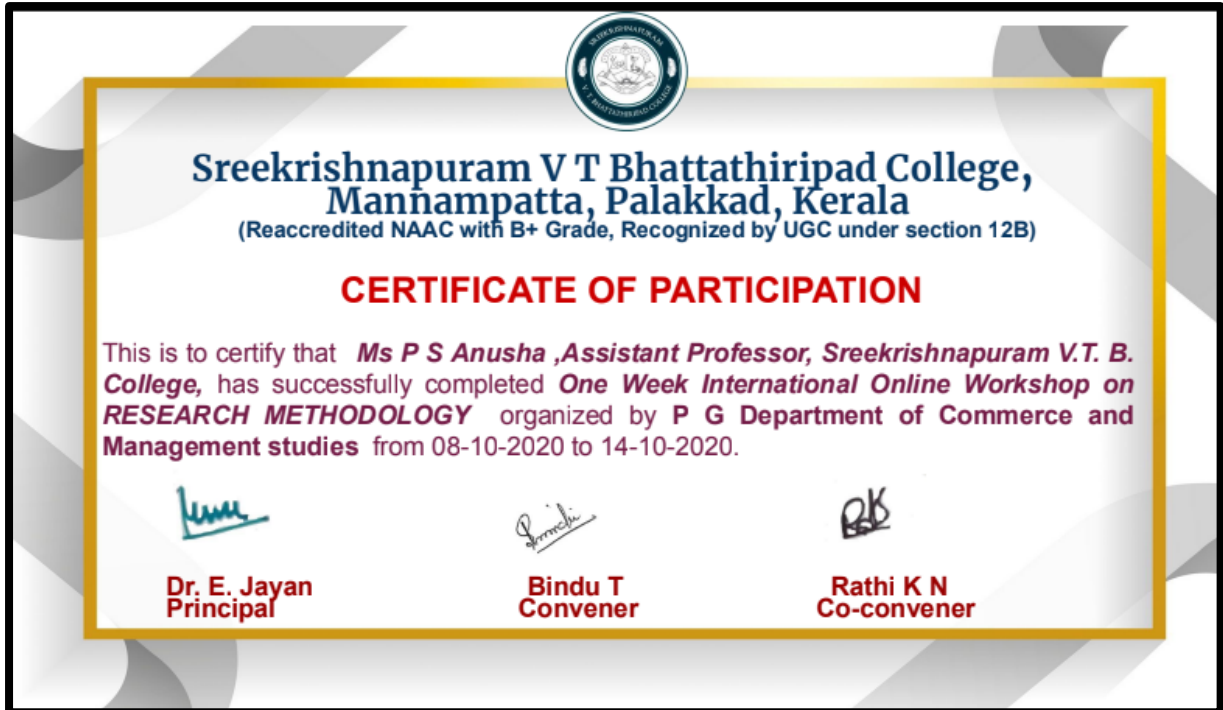 SREEKRISHNAPURAM
V. T BHATTATHIRIPAD COLLEGE
Sreekrishnapuram V T Bhattathiripad College,
Mannampatta, Palakkad, Kerala
(Reaccredited NAAC with B+ Grade, Recognized by UGC under section 12B)
CERTIFICATE OF PARTICIPATION
This is to certify that Ms P S Anusha ,Assistant Professor, Sreekrishnapuram V.T. B.
College, has successfully completed One Week International Online Workshop on
RESEARCH METHODOLOGY organized by P G Department of Commerce and
Management studies from 08-10-2020 to 14-10-2020.
Dr. E. Jayan
Principal
Bindu T
Convener
Rathi K N
Co-convener